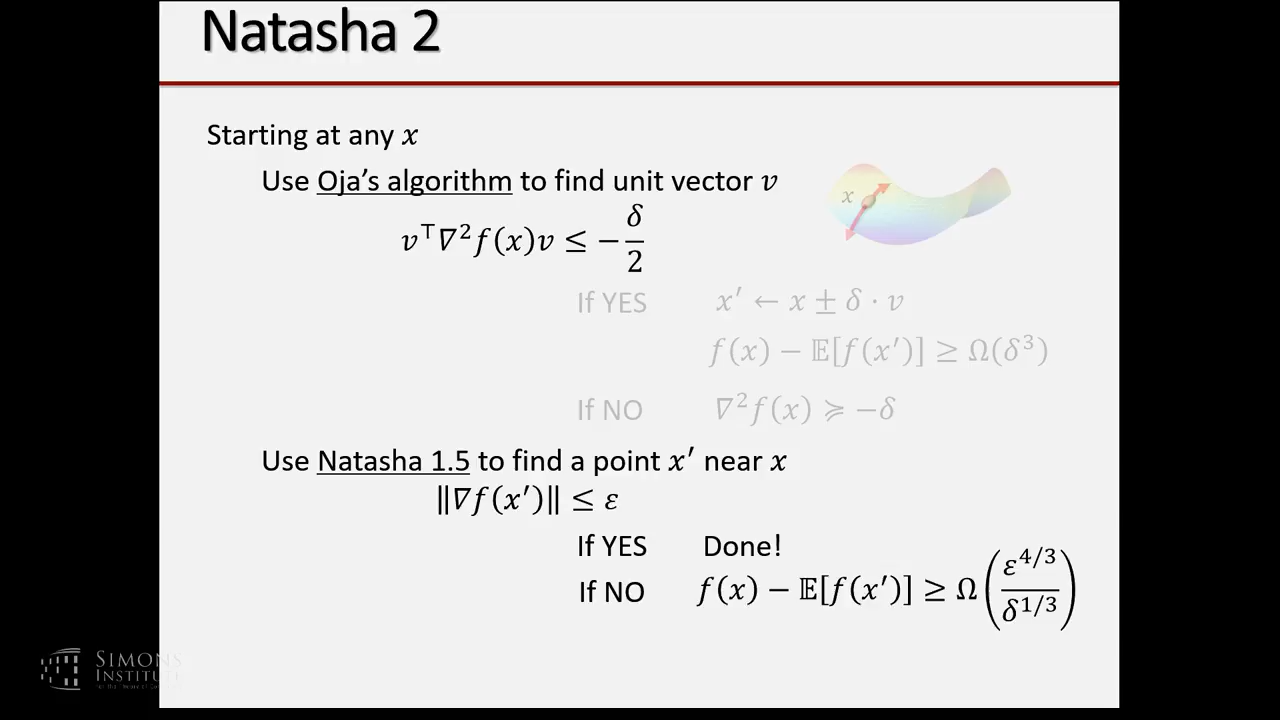 Natasha 2
Starting at any x
Use Oja's algorithm to find unit vector v
v⊤∇²f(x)v ≤ −δ/2
x
If YES x′ ← x ± δ · v
f(x) − 𝔼[f(x′)] ≥ Ω(δ³)
If NO ∇²f(x) ≽ −δ
Use Natasha 1.5 to find a point x′ near x
‖∇f(x′)‖ ≤ ε
If YES Done!
If NO f(x) − 𝔼[f(x′)] ≥ Ω(ε^{4/3}/δ^{1/3})
SIMONS
INSTITUTE